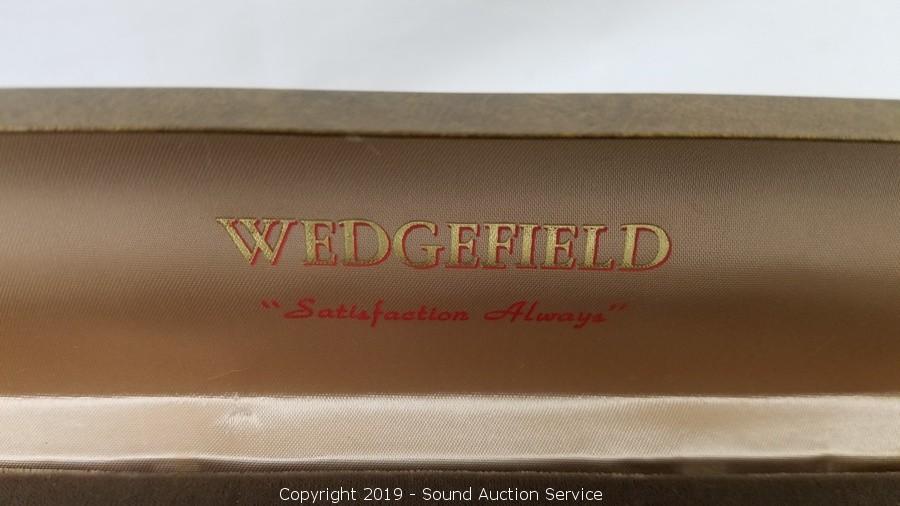 WEDGEFIELD
"Satisfaction Always"
Copyright 2019 - Sound Auction Service